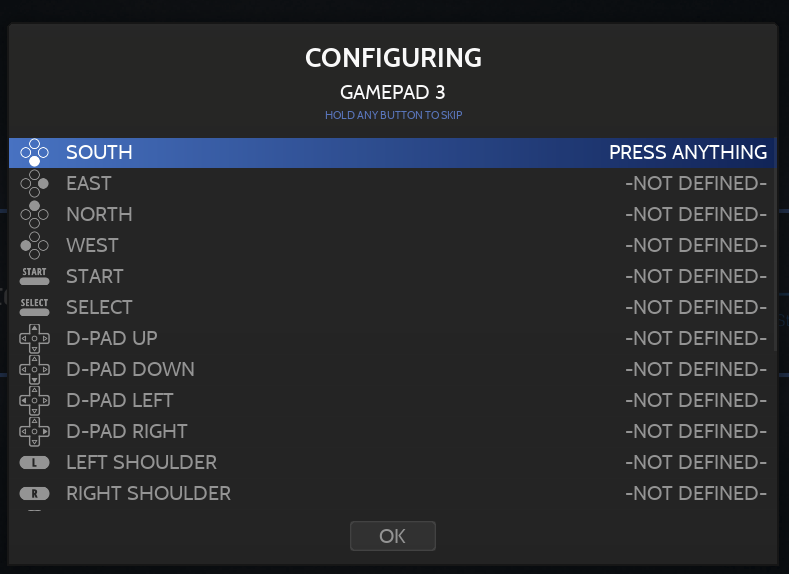 CONFIGURING
GAMEPAD 3
HOLD ANY BUTTON TO SKIP
SOUTH PRESS ANYTHING
EAST -NOT DEFINED-
NORTH -NOT DEFINED-
WEST -NOT DEFINED-
START START -NOT DEFINED-
SELECT SELECT -NOT DEFINED-
D-PAD UP -NOT DEFINED-
D-PAD DOWN -NOT DEFINED-
D-PAD LEFT -NOT DEFINED-
D-PAD RIGHT -NOT DEFINED-
L LEFT SHOULDER -NOT DEFINED-
R RIGHT SHOULDER -NOT DEFINED-
OK